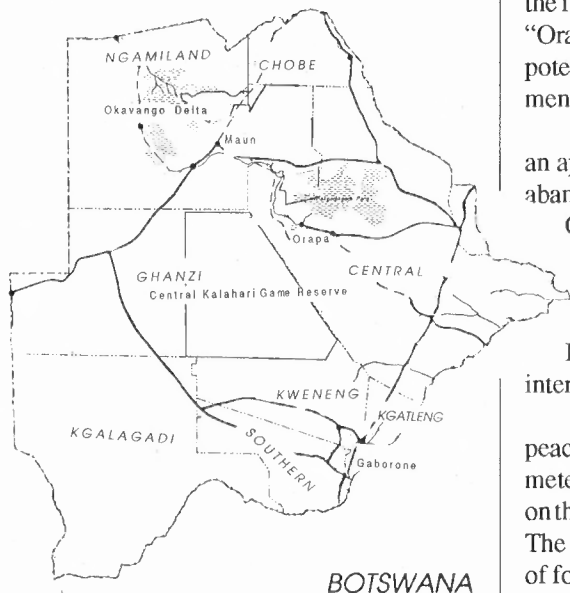 NGAMILAND
CHOBE
Okavango Delta
Maun
Orapa
GHANZI
CENTRAL
Central Kalahari Game Reserve
KWENENG
KGATLENG
KGALAGADI
SOUTHERN
Gaborone
BOTSWANA
“Ora
pote
men
an ap
aban
inter
peac
mete
on th
The
of fo